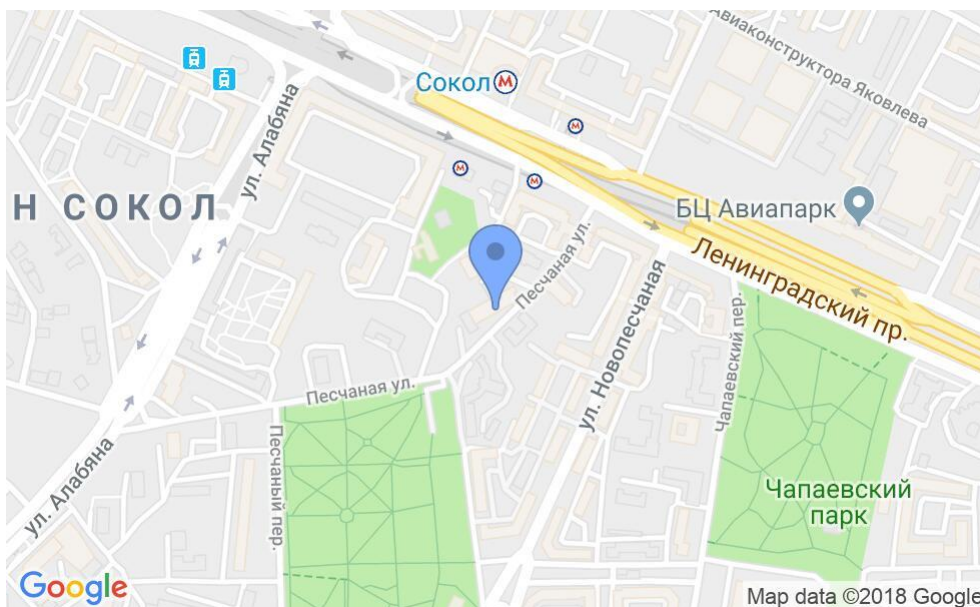 Авиаконструктора Яковлева
Сокол
М
М
М
М
ул. Алабяна
Н СОКОЛ
БЦ Авиапарк
Песчаная ул.
Ленинградский пр.
ул. Новопесчаная
Чапаевский пер.
Песчаная ул.
Песчаный пер.
ул. Алабяна
Чапаевский
парк
Google
Map data ©2018 Google